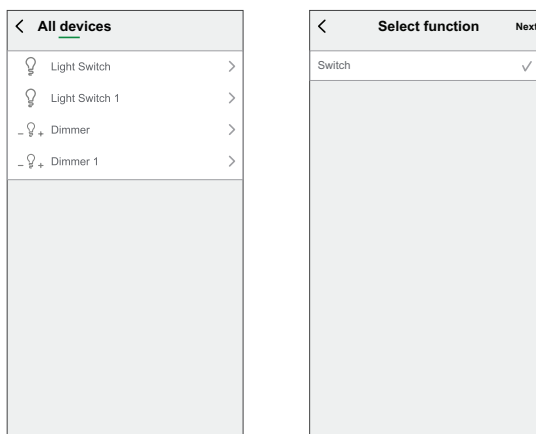 All devices
Light Switch
Light Switch 1
Dimmer
Dimmer 1
Select function
Next
Switch